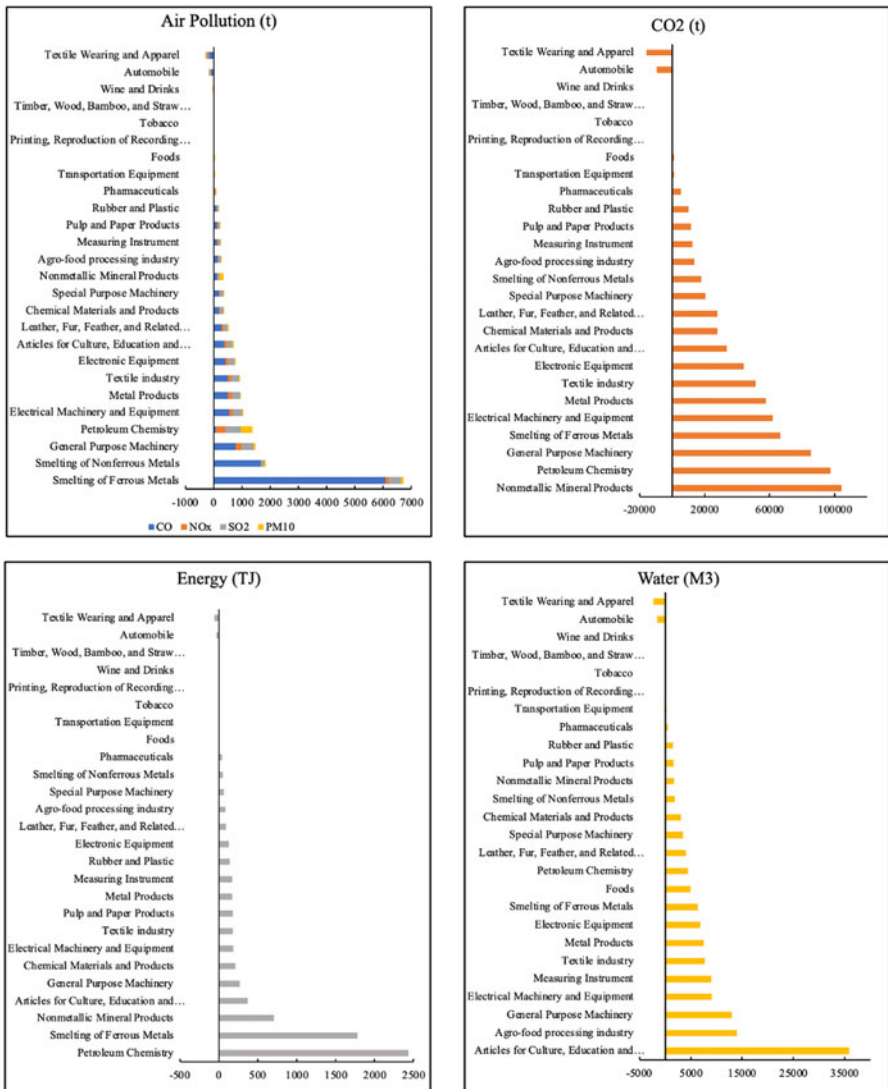 Air Pollution (t)
Textile Wearing and Apparel
Automobile
Wine and Drinks
Timber, Wood, Bamboo, and Straw…
Tobacco
Printing, Reproduction of Recording…
Foods
Transportation Equipment
Pharmaceuticals
Rubber and Plastic
Pulp and Paper Products
Measuring Instrument
Agro-food processing industry
Nonmetallic Mineral Products
Special Purpose Machinery
Chemical Materials and Products
Leather, Fur, Feather, and Related…
Articles for Culture, Education and…
Electronic Equipment
Textile industry
Metal Products
Electrical Machinery and Equipment
Petroleum Chemistry
General Purpose Machinery
Smelting of Nonferrous Metals
Smelting of Ferrous Metals
-1000 0 1000 2000 3000 4000 5000 6000 7000
CO NOx SO2 PM10
CO2 (t)
Textile Wearing and Apparel
Automobile
Wine and Drinks
Timber, Wood, Bamboo, and Straw…
Tobacco
Printing, Reproduction of Recording…
Foods
Transportation Equipment
Pharmaceuticals
Rubber and Plastic
Pulp and Paper Products
Measuring Instrument
Agro-food processing industry
Smelting of Nonferrous Metals
Special Purpose Machinery
Leather, Fur, Feather, and Related…
Chemical Materials and Products
Articles for Culture, Education and…
Electronic Equipment
Textile industry
Metal Products
Electrical Machinery and Equipment
Smelting of Ferrous Metals
General Purpose Machinery
Petroleum Chemistry
Nonmetallic Mineral Products
-20000 20000 60000 100000
Energy (TJ)
Textile Wearing and Apparel
Automobile
Timber, Wood, Bamboo, and Straw…
Wine and Drinks
Printing, Reproduction of Recording…
Tobacco
Transportation Equipment
Foods
Pharmaceuticals
Smelting of Nonferrous Metals
Special Purpose Machinery
Agro-food processing industry
Leather, Fur, Feather, and Related…
Electronic Equipment
Rubber and Plastic
Measuring Instrument
Metal Products
Pulp and Paper Products
Textile industry
Electrical Machinery and Equipment
Chemical Materials and Products
General Purpose Machinery
Articles for Culture, Education and…
Nonmetallic Mineral Products
Smelting of Ferrous Metals
Petroleum Chemistry
-500 0 500 1000 1500 2000 2500
Water (M3)
Textile Wearing and Apparel
Automobile
Wine and Drinks
Timber, Wood, Bamboo, and Straw…
Tobacco
Printing, Reproduction of Recording…
Transportation Equipment
Pharmaceuticals
Rubber and Plastic
Pulp and Paper Products
Nonmetallic Mineral Products
Smelting of Nonferrous Metals
Chemical Materials and Products
Special Purpose Machinery
Leather, Fur, Feather, and Related…
Petroleum Chemistry
Foods
Smelting of Ferrous Metals
Electronic Equipment
Metal Products
Textile industry
Measuring Instrument
Electrical Machinery and Equipment
General Purpose Machinery
Agro-food processing industry
Articles for Culture, Education and…
-5000 5000 15000 25000 35000